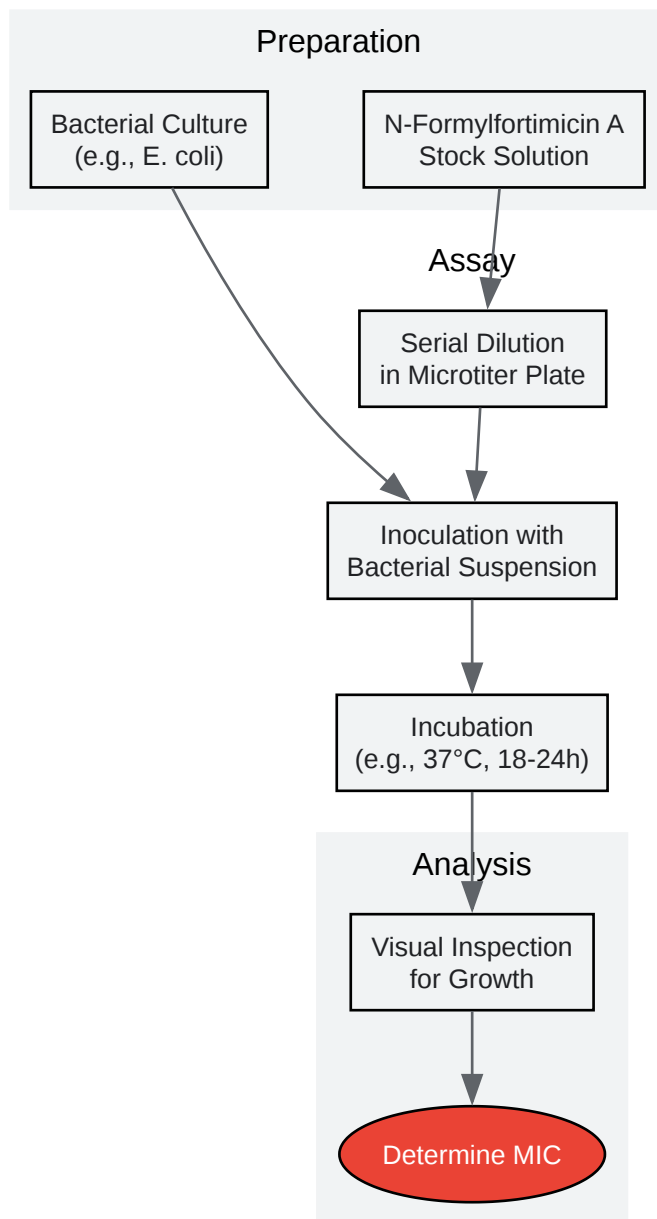 Preparation
Bacterial Culture
(e.g., E. coli)
N-Formylfortimicin A
Stock Solution
Assay
Serial Dilution
in Microtiter Plate
Inoculation with
Bacterial Suspension
Incubation
(e.g., 37°C, 18-24h)
Analysis
Visual Inspection
for Growth
Determine MIC